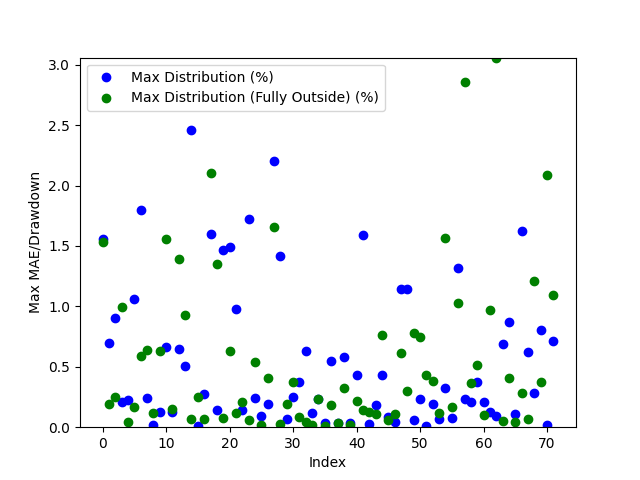 Max Distribution (%)
Max Distribution (Fully Outside) (%)
Max MAE/Drawdown
3.0
2.5
2.0
1.5
1.0
0.5
0.0
0 10 20 30 40 50 60 70
Index